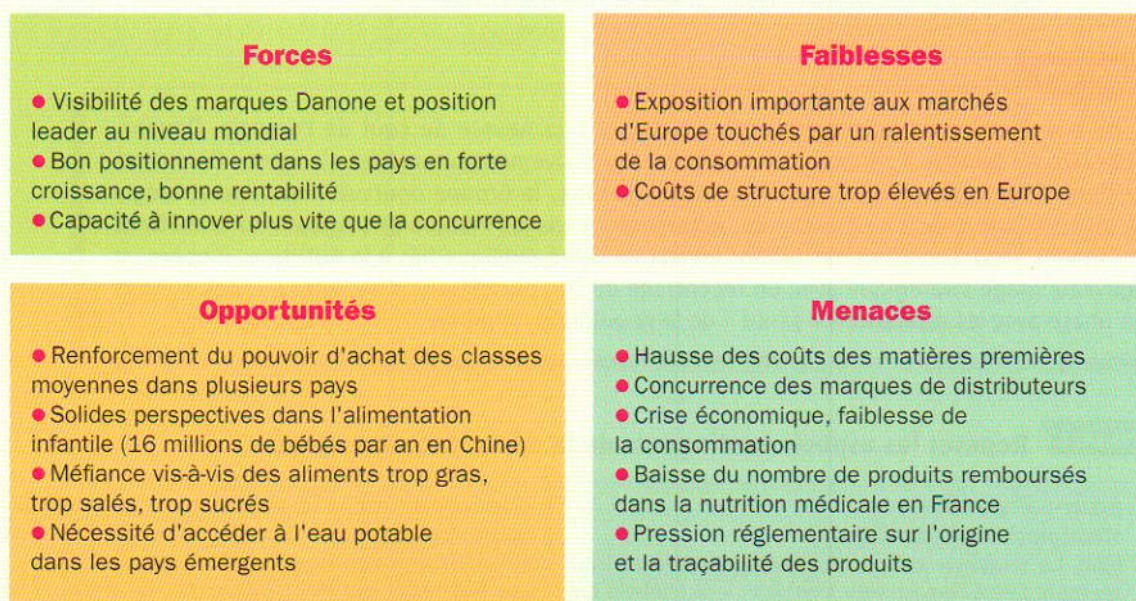 Forces
● Visibilité des marques Danone et position
leader au niveau mondial
● Bon positionnement dans les pays en forte
croissance, bonne rentabilité
● Capacité à innover plus vite que la concurrence
Faiblesses
● Exposition importante aux marchés
d'Europe touchés par un ralentissement
de la consommation
● Coûts de structure trop élevés en Europe
Opportunités
● Renforcement du pouvoir d'achat des classes
moyennes dans plusieurs pays
● Solides perspectives dans l'alimentation
infantile (16 millions de bébés par an en Chine)
● Méfiance vis-à-vis des aliments trop gras,
trop salés, trop sucrés
● Nécessité d'accéder à l'eau potable
dans les pays émergents
Menaces
● Hausse des coûts des matières premières
● Concurrence des marques de distributeurs
● Crise économique, faiblesse de
la consommation
● Baisse du nombre de produits remboursés
dans la nutrition médicale en France
● Pression réglementaire sur l'origine
et la traçabilité des produits